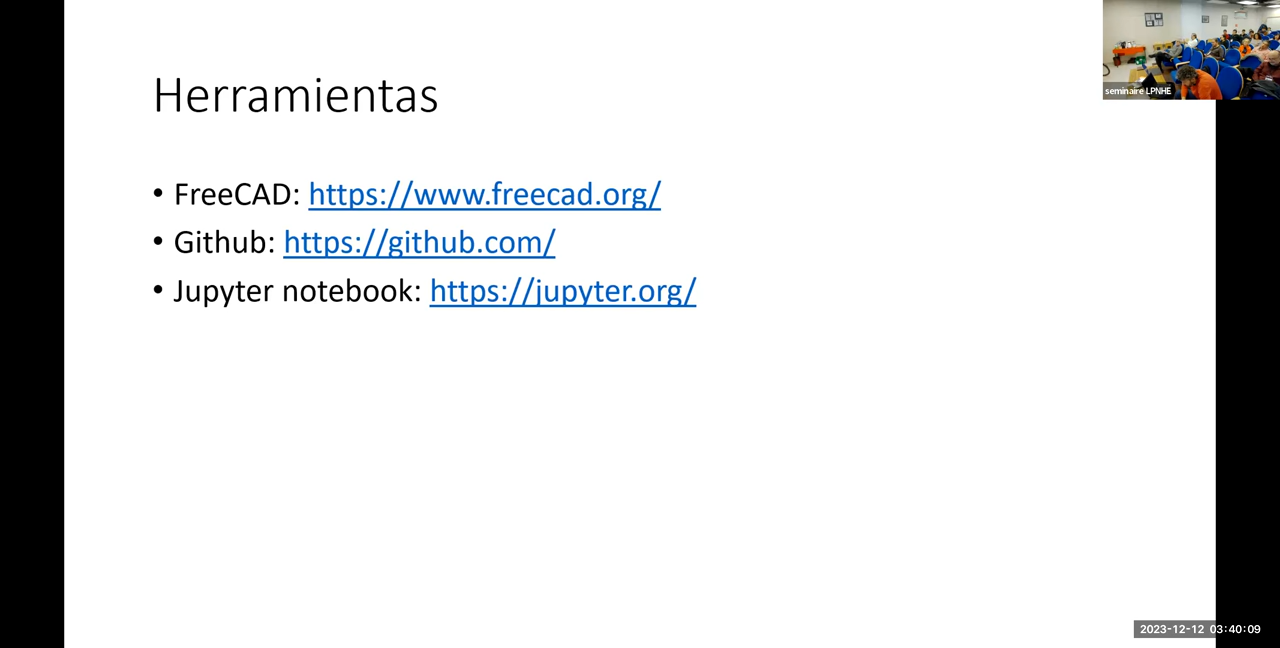 Herramientas
seminaire LPNHE
• FreeCAD: https://www.freecad.org/
• Github: https://github.com/
• Jupyter notebook: https://jupyter.org/
2023-12-12 03:40:09